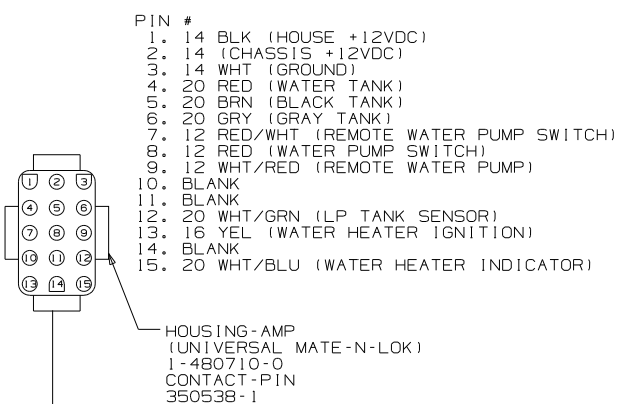 PIN #
1. 14 BLK (HOUSE +12VDC)
2. 14 (CHASSIS +12VDC)
3. 14 WHT (GROUND)
4. 20 RED (WATER TANK)
5. 20 BRN (BLACK TANK)
6. 20 GRY (GRAY TANK)
7. 12 RED/WHT (REMOTE WATER PUMP SWITCH)
8. 12 RED (WATER PUMP SWITCH)
9. 12 WHT/RED (REMOTE WATER PUMP)
10. BLANK
11. BLANK
12. 20 WHT/GRN (LP TANK SENSOR)
13. 16 YEL (WATER HEATER IGNITION)
14. BLANK
15. 20 WHT/BLU (WATER HEATER INDICATOR)
1 2 3
4 5 6
7 8 9
10 11 12
13 14 15
HOUSING-AMP
(UNIVERSAL MATE-N-LOK)
1-480710-0
CONTACT-PIN
350538-1